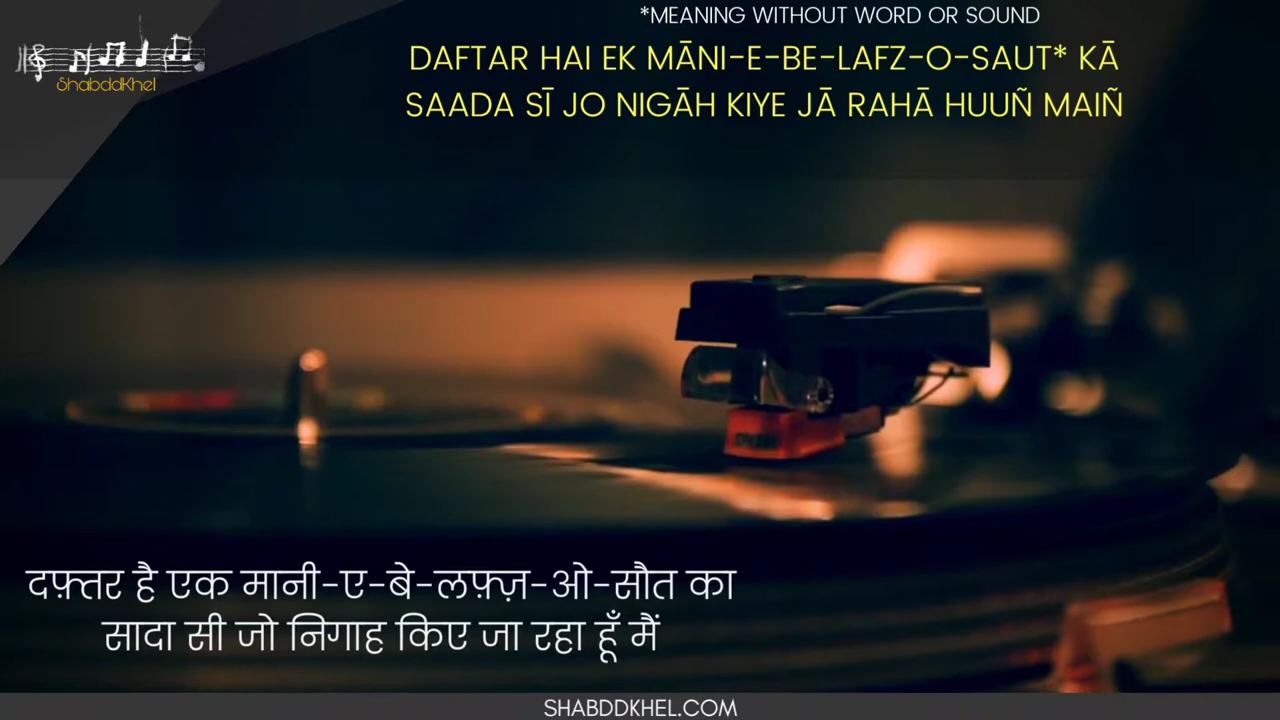 *MEANING WITHOUT WORD OR SOUND
DAFTAR HAI EK MĀNI-E-BE-LAFZ-O-SAUT* KĀ
SAADA SĪ JO NIGĀH KIYE JĀ RAHĀ HUUÑ MAIÑ
ShabddKhel
दफ़्तर है एक मानी-ए-बे-लफ़्ज़-ओ-सौत का
सादा सी जो निगाह किए जा रहा हूँ मैं
SHABDDKHEL.COM